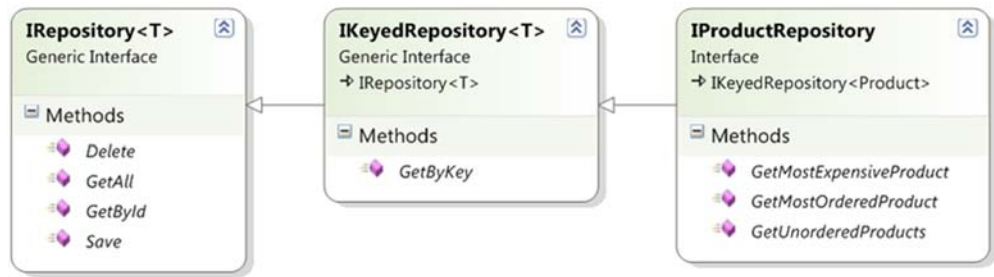 IRepository<T>
Generic Interface
Methods
Delete
GetAll
GetById
Save
IKeyedRepository<T>
Generic Interface
IRepository<T>
Methods
GetByKey
IProductRepository
Interface
IKeyedRepository<Product>
Methods
GetMostExpensiveProduct
GetMostOrderedProduct
GetUnorderedProducts